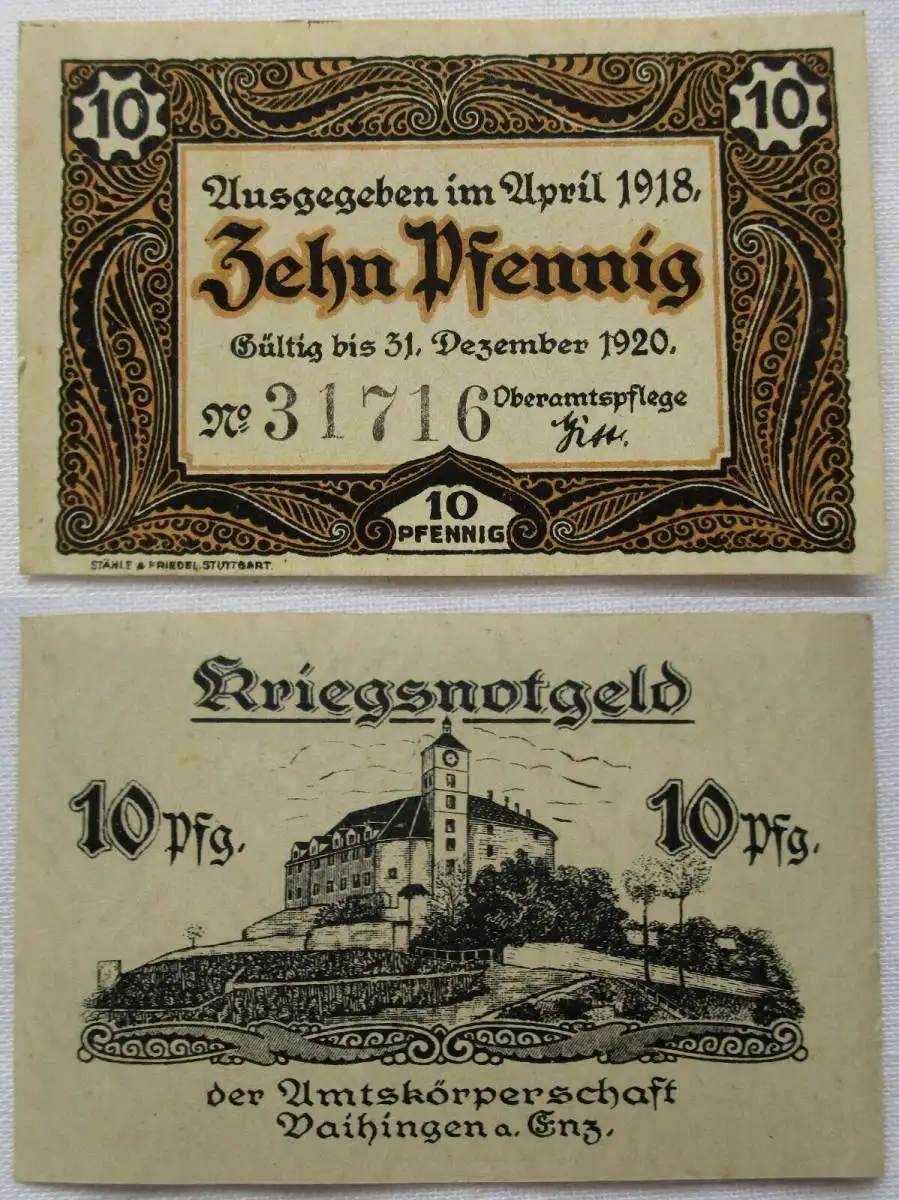 10 10
Ausgegeben im April 1918.
Zehn Pfennig
Gültig bis 31. Dezember 1920.
No. 31716 Oberamtspflege
10
PFENNIG
STÄHLE & FRIEDEL, STUTTGART.
Kriegsnotgeld
10 Pfg. 10 Pfg.
der Amtskörperschaft
Vaihingen a. Enz.